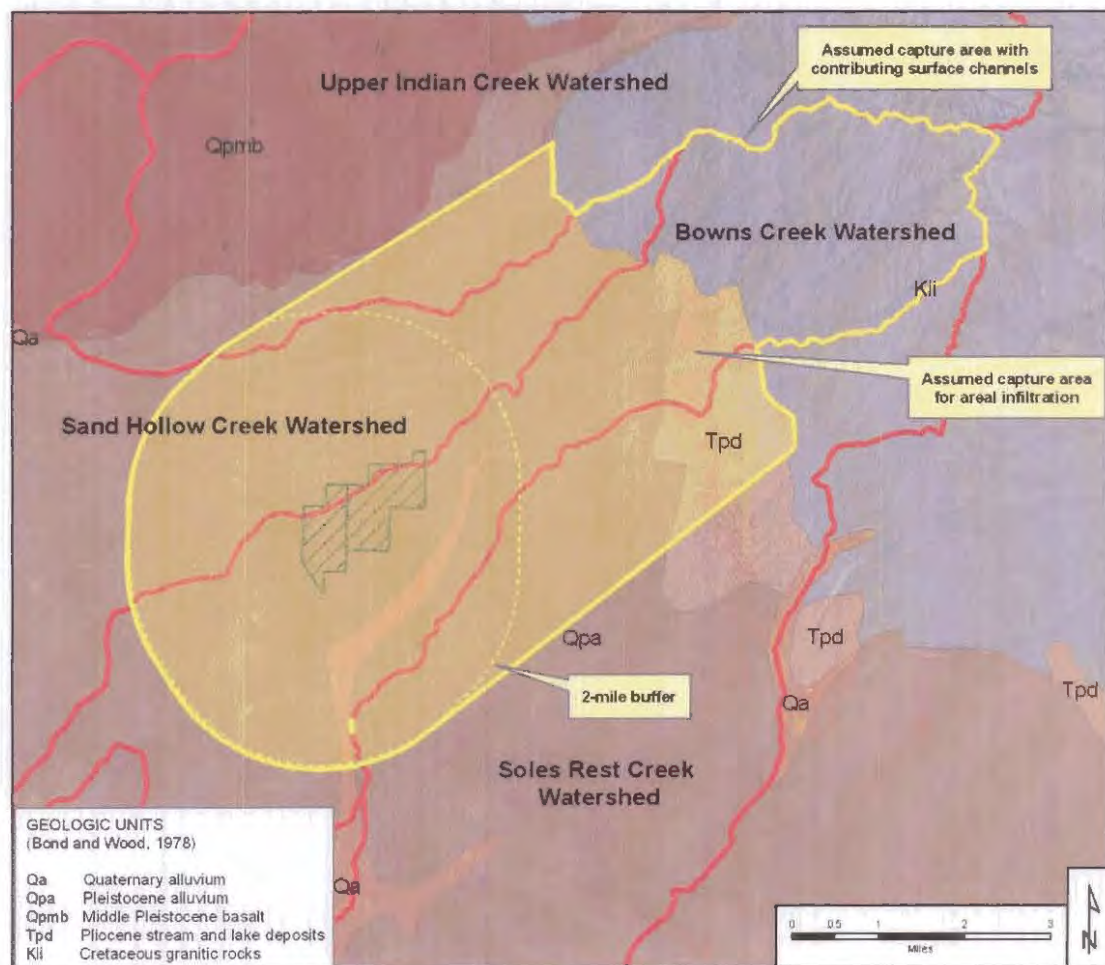 Assumed capture area with
contributing surface channels
Upper Indian Creek Watershed
Qpmb
Bowns Creek Watershed
Kii
Qa
Assumed capture area
for areal infiltration
Sand Hollow Creek Watershed
Tpd
Qpa
Tpd
2-mile buffer
Tpd
Qa
Soles Rest Creek
Watershed
GEOLOGIC UNITS
(Bond and Wood, 1978)
Qa Quaternary alluvium
Qpa Pleistocene alluvium
Qpmb Middle Pleistocene basalt
Tpd Pliocene stream and lake deposits
Kii Cretaceous granitic rocks
Qa
0 0.5 1 2 3
Miles
N